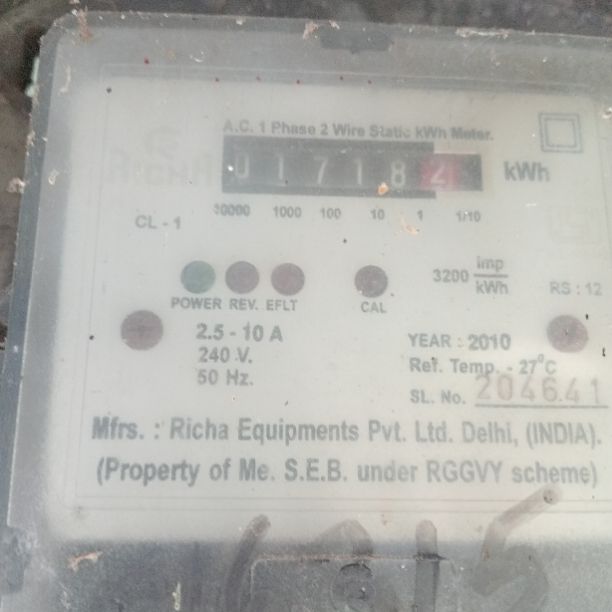 A.C. 1 Phase 2 Wire Static kWh Meter.
0 1 7 1 8 2 kWh
10000 1000 100 10 1 1/10
CL - 1
3200 imp/kWh
RS : 12
POWER REV. EFLT CAL
2.5 - 10 A
240 V.
50 Hz.
YEAR : 2010
Ref. Temp. - 27°C
SL. No. 204641
Mfrs. : Richa Equipments Pvt. Ltd. Delhi, (INDIA).
(Property of Me. S.E.B. under RGGVY scheme)